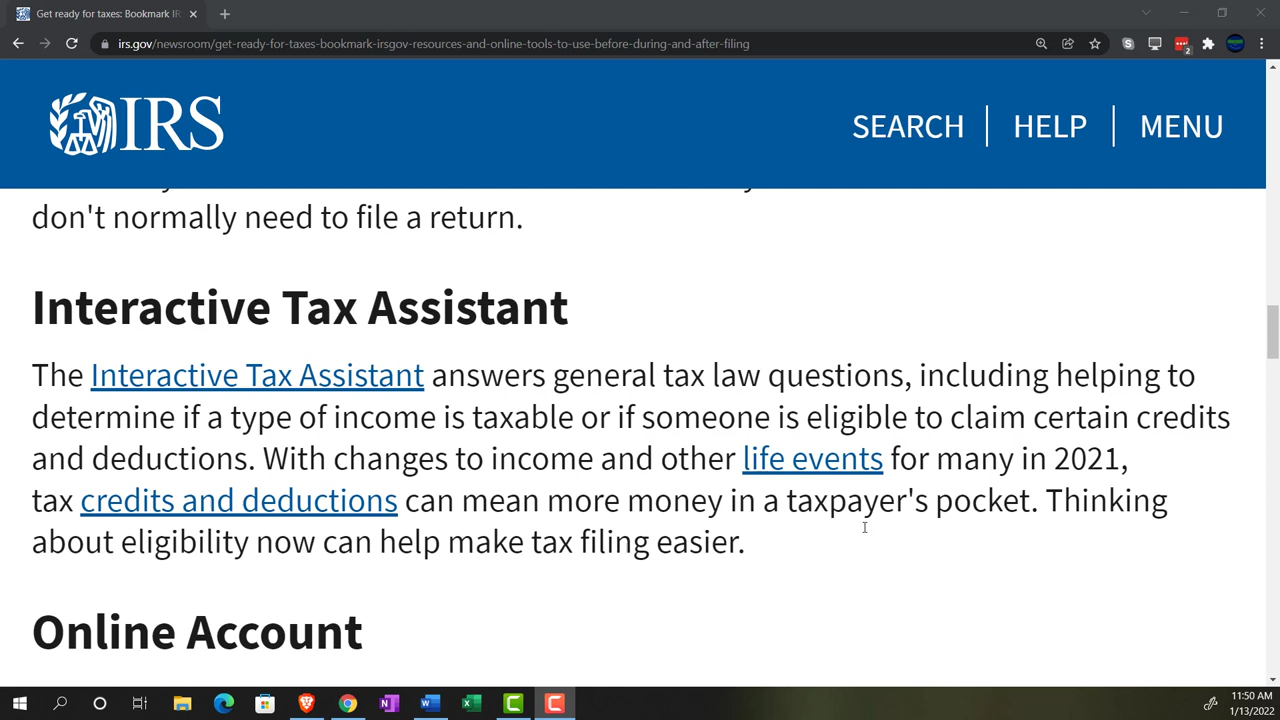 Get ready for taxes: Bookmark IR
irs.gov/newsroom/get-ready-for-taxes-bookmark-irsgov-resources-and-online-tools-to-use-before-during-and-after-filing
2
IRS
SEARCH
HELP
MENU
don't normally need to file a return.
Interactive Tax Assistant
The Interactive Tax Assistant answers general tax law questions, including helping to
determine if a type of income is taxable or if someone is eligible to claim certain credits
and deductions. With changes to income and other life events for many in 2021,
tax credits and deductions can mean more money in a taxpayer's pocket. Thinking
about eligibility now can help make tax filing easier.
Online Account
11:50 AM
1/13/2022